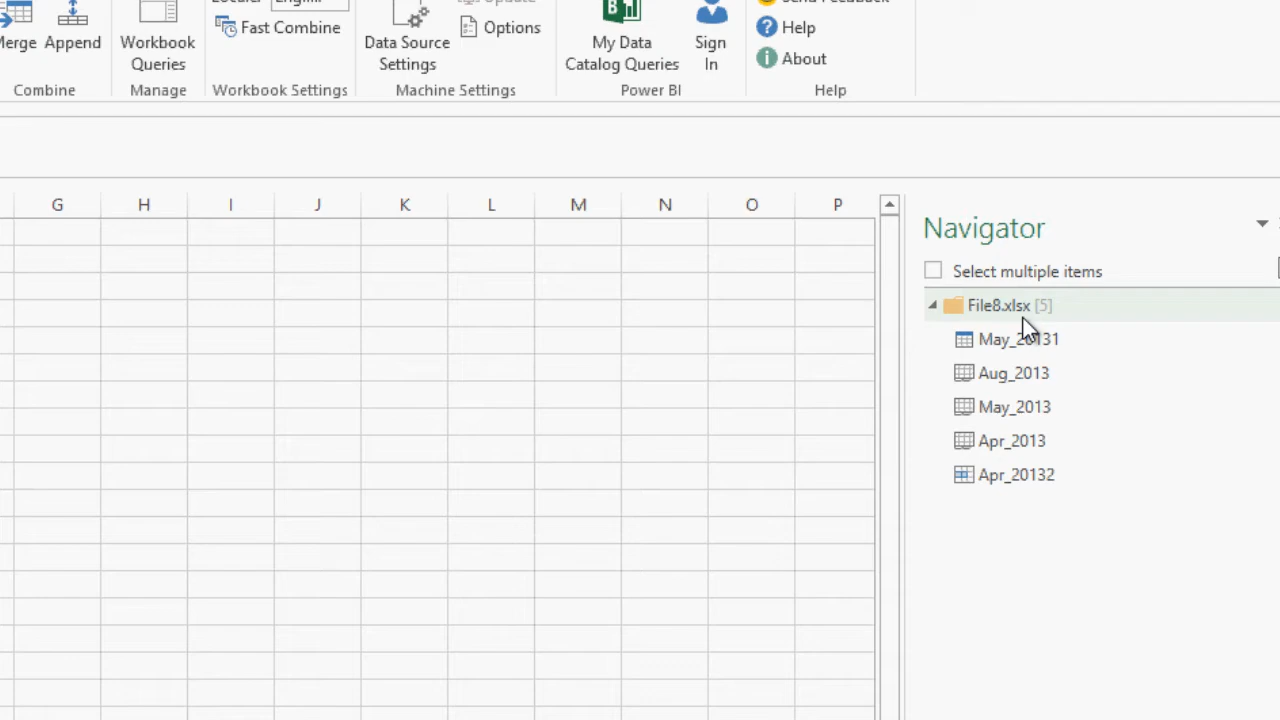 Merge Append
Workbook
Queries
Fast Combine
Data Source
Settings
Options
My Data
Catalog Queries
Sign
In
Help
About
Combine
Manage
Workbook Settings
Machine Settings
Power BI
Help
G H I J K L M N O P
Navigator
Select multiple items
File8.xlsx [5]
May_20131
Aug_2013
May_2013
Apr_2013
Apr_20132